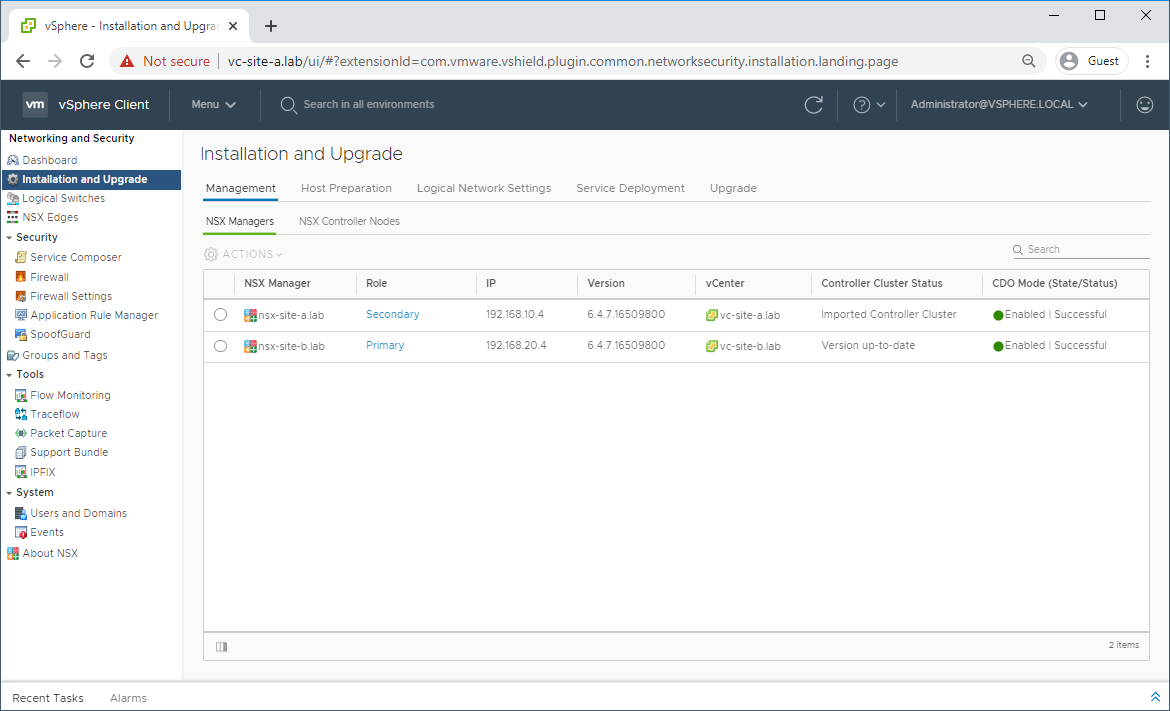 vSphere - Installation and Upgra
Not secure
vc-site-a.lab/ui/#?extensionId=com.vmware.vshield.plugin.common.networksecurity.installation.landing.page
Guest
vm
vSphere Client
Menu
Search in all environments
Administrator@VSPHERE.LOCAL
Networking and Security
Dashboard
Installation and Upgrade
Logical Switches
NSX Edges
Security
Service Composer
Firewall
Firewall Settings
Application Rule Manager
SpoofGuard
Groups and Tags
Tools
Flow Monitoring
Traceflow
Packet Capture
Support Bundle
IPFIX
System
Users and Domains
Events
About NSX
Installation and Upgrade
Management Host Preparation Logical Network Settings Service Deployment Upgrade
NSX Managers NSX Controller Nodes
ACTIONS
Search
NSX Manager Role IP Version vCenter Controller Cluster Status CDO Mode (State/Status)
nsx-site-a.lab Secondary 192.168.10.4 6.4.7.16509800 vc-site-a.lab Imported Controller Cluster Enabled | Successful
nsx-site-b.lab Primary 192.168.20.4 6.4.7.16509800 vc-site-b.lab Version up-to-date Enabled | Successful
2 items
Recent Tasks Alarms